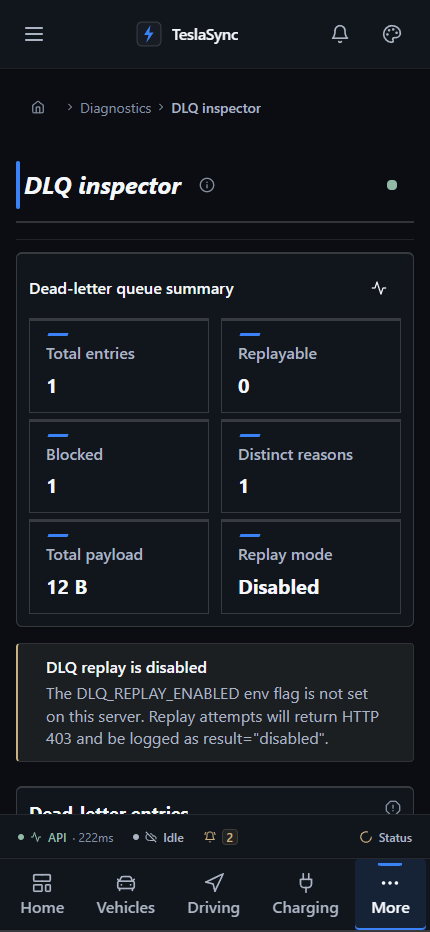 TeslaSync
Diagnostics
DLQ inspector
DLQ inspector
Dead-letter queue summary
Total entries
1
Replayable
0
Blocked
1
Distinct reasons
1
Total payload
12 B
Replay mode
Disabled
DLQ replay is disabled
The DLQ_REPLAY_ENABLED env flag is not set
on this server. Replay attempts will return HTTP
403 and be logged as result="disabled".
Dead-letter entries
API · 222ms
Idle
2
Status
Home
Vehicles
Driving
Charging
More